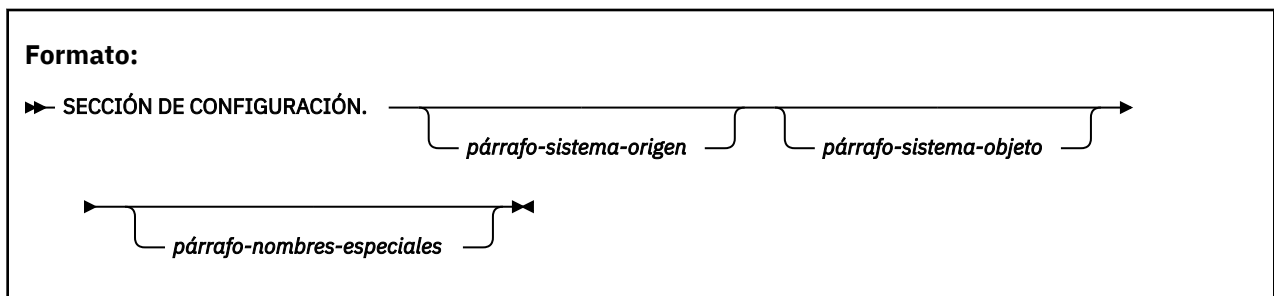 Formato:
SECCIÓN DE CONFIGURACIÓN.
párrafo-sistema-origen párrafo-sistema-objeto
párrafo-nombres-especiales